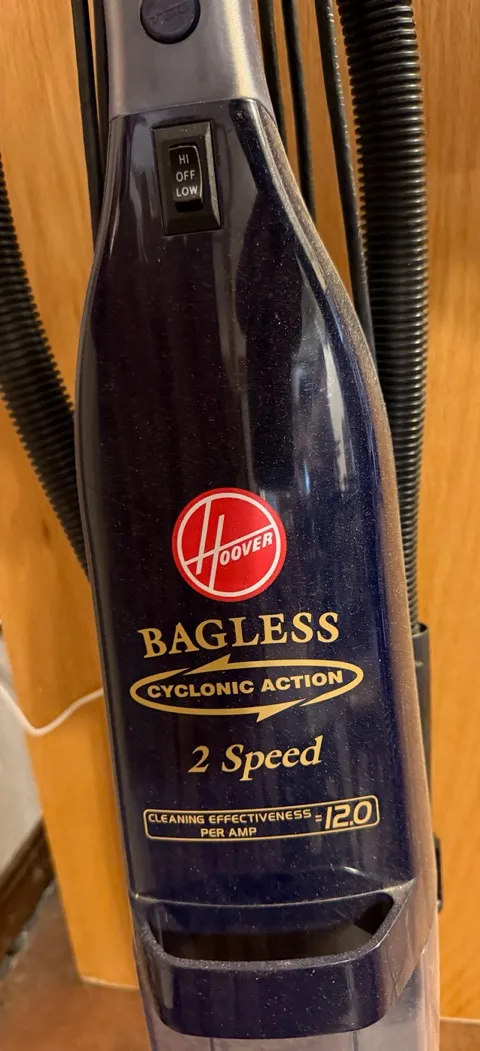 HI
OFF
LOW
HOOVER
BAGLESS
CYCLONIC ACTION
2 Speed
CLEANING EFFECTIVENESS =12.0
PER AMP